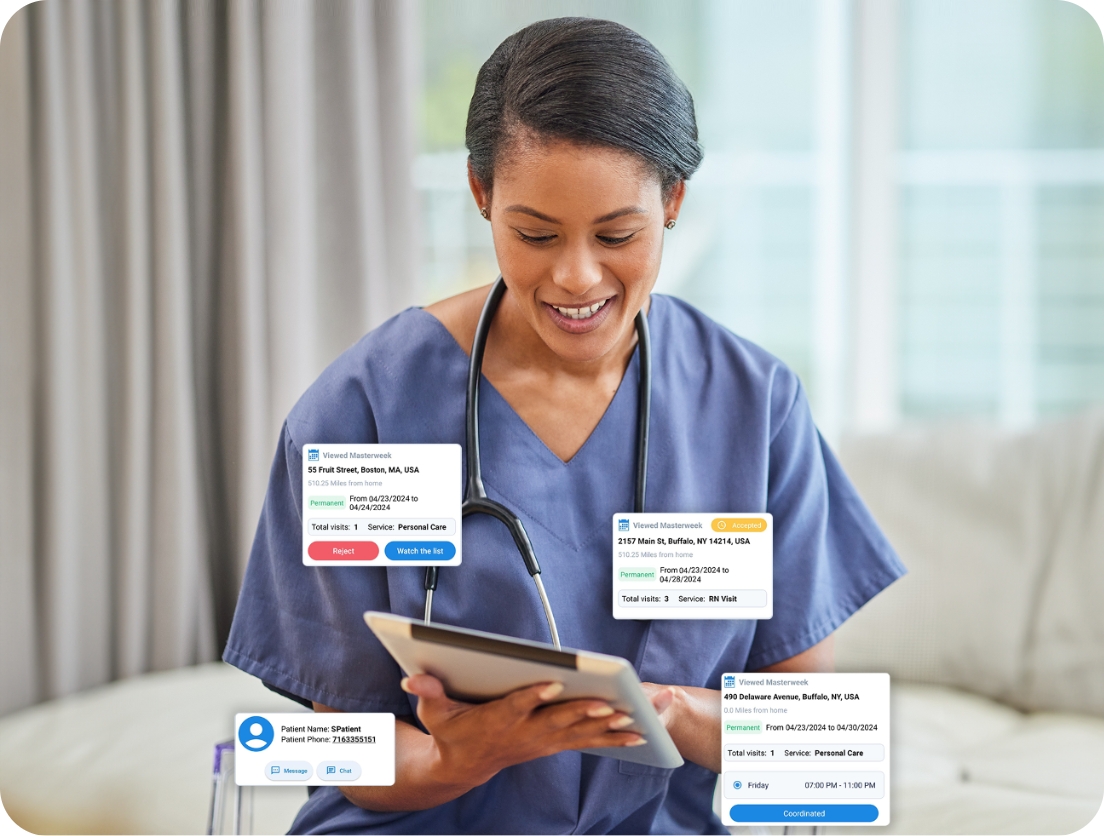 Viewed Masterweek
55 Fruit Street, Boston, MA, USA
510.25 Miles from home
Permanent From 04/23/2024 to
04/24/2024
Total visits: 1 Service: Personal Care
Reject Watch the list
Viewed Masterweek Accepted
2157 Main St, Buffalo, NY 14214, USA
510.25 Miles from home
Permanent From 04/23/2024 to
04/28/2024
Total visits: 3 Service: RN Visit
Viewed Masterweek
490 Delaware Avenue, Buffalo, NY, USA
0.0 Miles from home
Permanent From 04/23/2024 to 04/30/2024
Total visits: 1 Service: Personal Care
Friday 07:00 PM - 11:00 PM
Coordinated
Patient Name: SPatient
Patient Phone: 7163355151
Message Chat